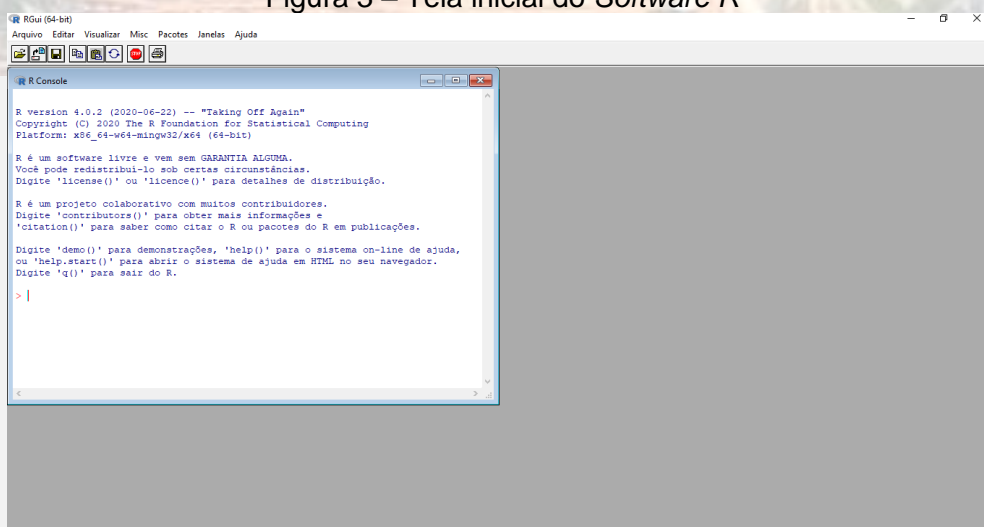 Figura 3 – Tela inicial do Software R
RGui (64-bit)
Arquivo Editar Visualizar Misc Pacotes Janelas Ajuda
STOP
R Console
R version 4.0.2 (2020-06-22) -- "Taking Off Again"
Copyright (C) 2020 The R Foundation for Statistical Computing
Platform: x86_64-w64-mingw32/x64 (64-bit)
R é um software livre e vem sem GARANTIA ALGUMA.
Você pode redistribuí-lo sob certas circunstâncias.
Digite 'license()' ou 'licence()' para detalhes de distribuição.
R é um projeto colaborativo com muitos contribuidores.
Digite 'contributors()' para obter mais informações e
'citation()' para saber como citar o R ou pacotes do R em publicações.
Digite 'demo()' para demonstrações, 'help()' para o sistema on-line de ajuda,
ou 'help.start()' para abrir o sistema de ajuda em HTML no seu navegador.
Digite 'q()' para sair do R.
>